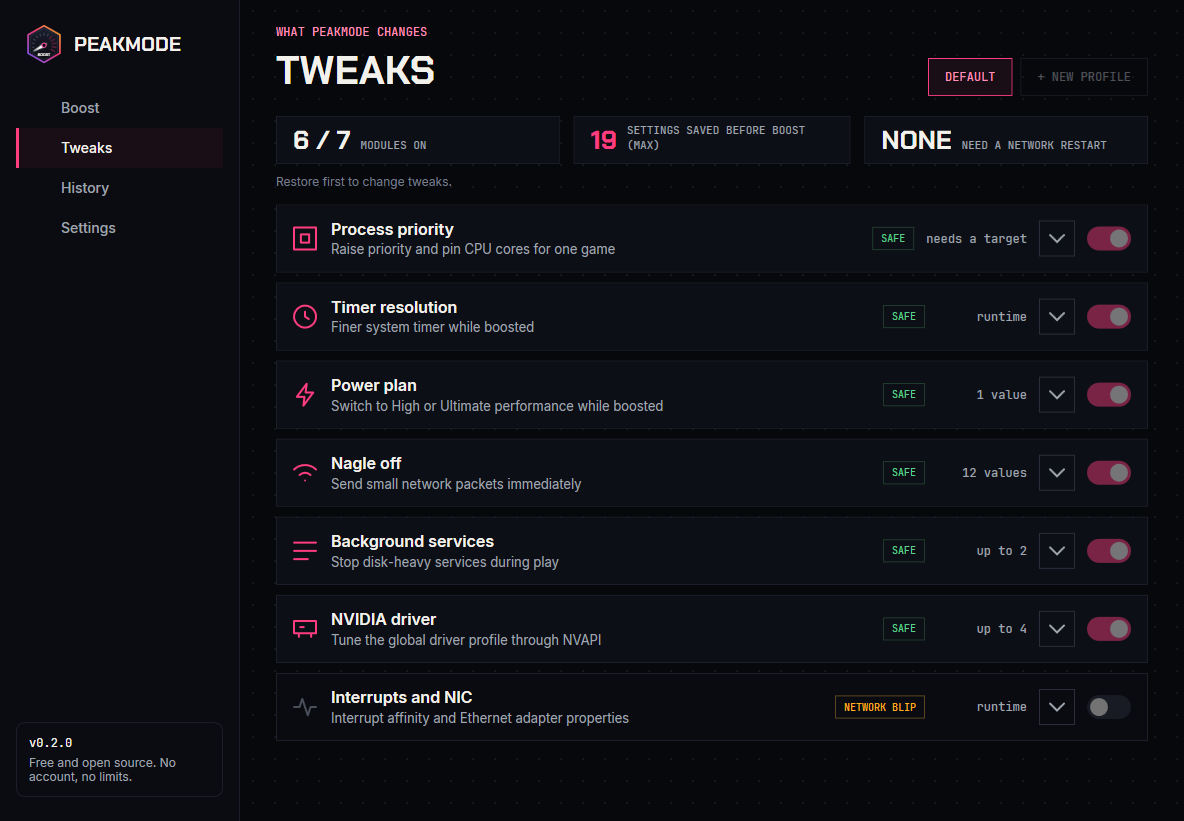 BOOST
PEAKMODE
Boost
Tweaks
History
Settings
v0.2.0
Free and open source. No
account, no limits.
WHAT PEAKMODE CHANGES
TWEAKS
DEFAULT
+ NEW PROFILE
6 / 7 MODULES ON
19 SETTINGS SAVED BEFORE BOOST
(MAX)
NONE NEED A NETWORK RESTART
Restore first to change tweaks.
Process priority
Raise priority and pin CPU cores for one game
SAFE
needs a target
Timer resolution
Finer system timer while boosted
SAFE
runtime
Power plan
Switch to High or Ultimate performance while boosted
SAFE
1 value
Nagle off
Send small network packets immediately
SAFE
12 values
Background services
Stop disk-heavy services during play
SAFE
up to 2
NVIDIA driver
Tune the global driver profile through NVAPI
SAFE
up to 4
Interrupts and NIC
Interrupt affinity and Ethernet adapter properties
NETWORK BLIP
runtime